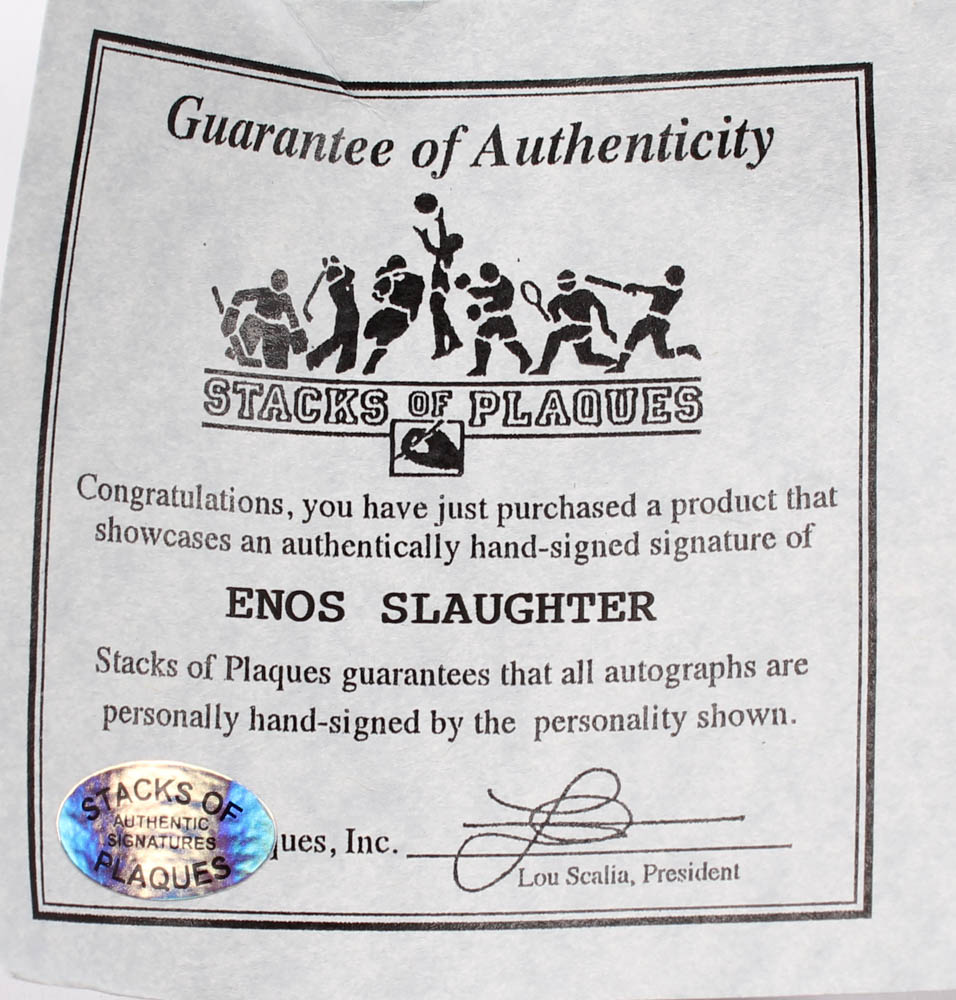 Guarantee of Authenticity
STACKS OF PLAQUES
Congratulations, you have just purchased a product that
showcases an authentically hand-signed signature of
ENOS SLAUGHTER
Stacks of Plaques guarantees that all autographs are
personally hand-signed by the personality shown.
STACKS OF
AUTHENTIC
SIGNATURES
PLAQUES
ques, Inc.
Lou Scalia, President